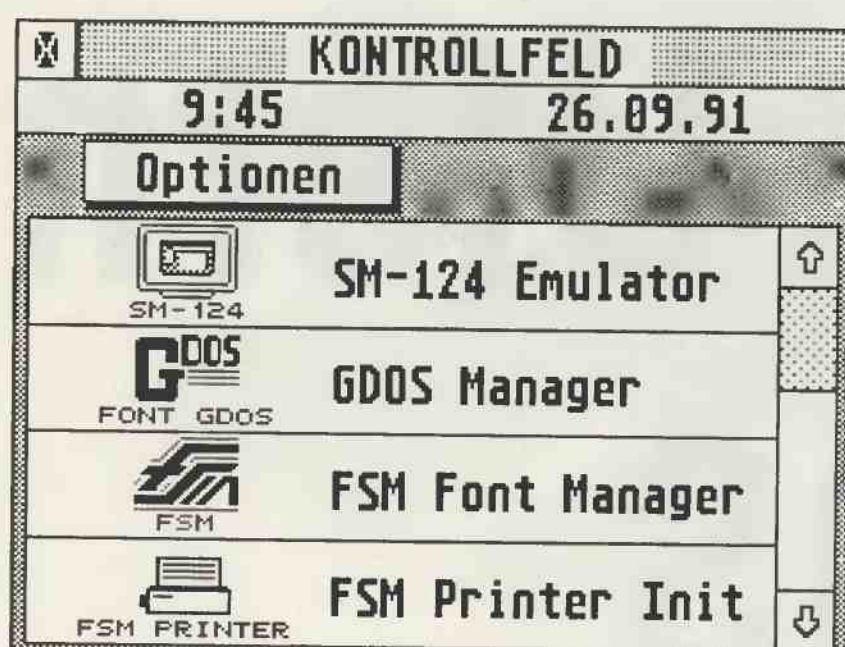 KONTROLLFELD
9:45 26.09.91
Optionen
SM-124
SM-124 Emulator
GDOS
FONT GDOS
GDOS Manager
FSM
FSM Font Manager
FSM PRINTER
FSM Printer Init